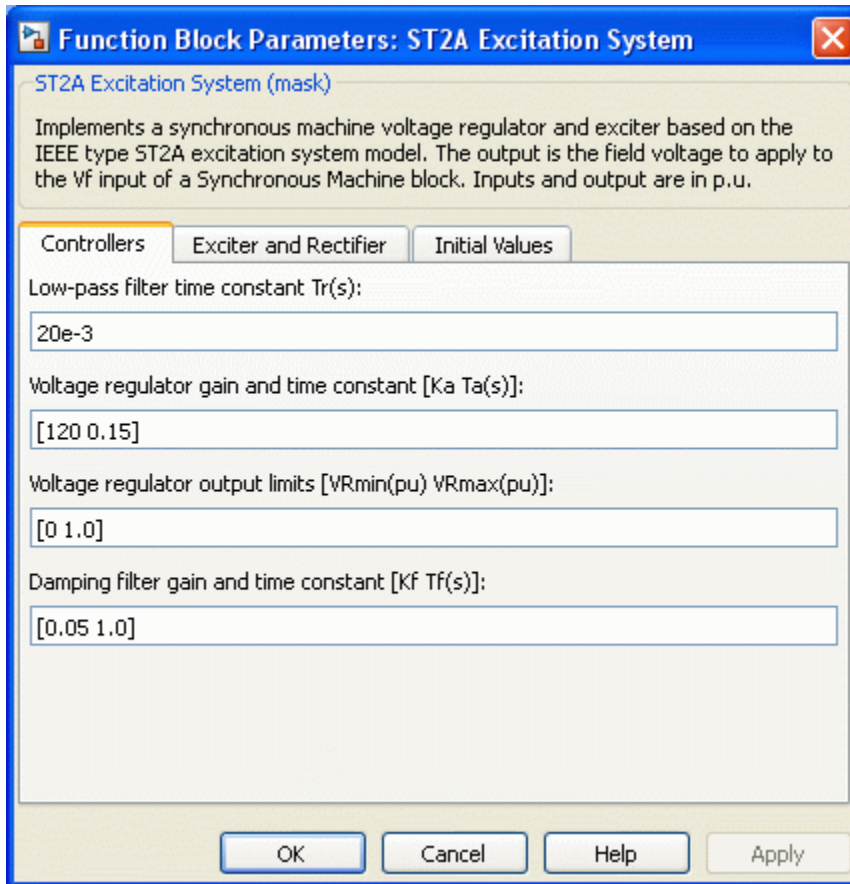 Function Block Parameters: ST2A Excitation System
ST2A Excitation System (mask)
Implements a synchronous machine voltage regulator and exciter based on the
IEEE type ST2A excitation system model. The output is the field voltage to apply to
the Vf input of a Synchronous Machine block. Inputs and output are in p.u.
Controllers Exciter and Rectifier Initial Values
Low-pass filter time constant Tr(s):
20e-3
Voltage regulator gain and time constant [Ka Ta(s)]:
[120 0.15]
Voltage regulator output limits [VRmin(pu) VRmax(pu)]:
[0 1.0]
Damping filter gain and time constant [Kf Tf(s)]:
[0.05 1.0]
OK Cancel Help Apply